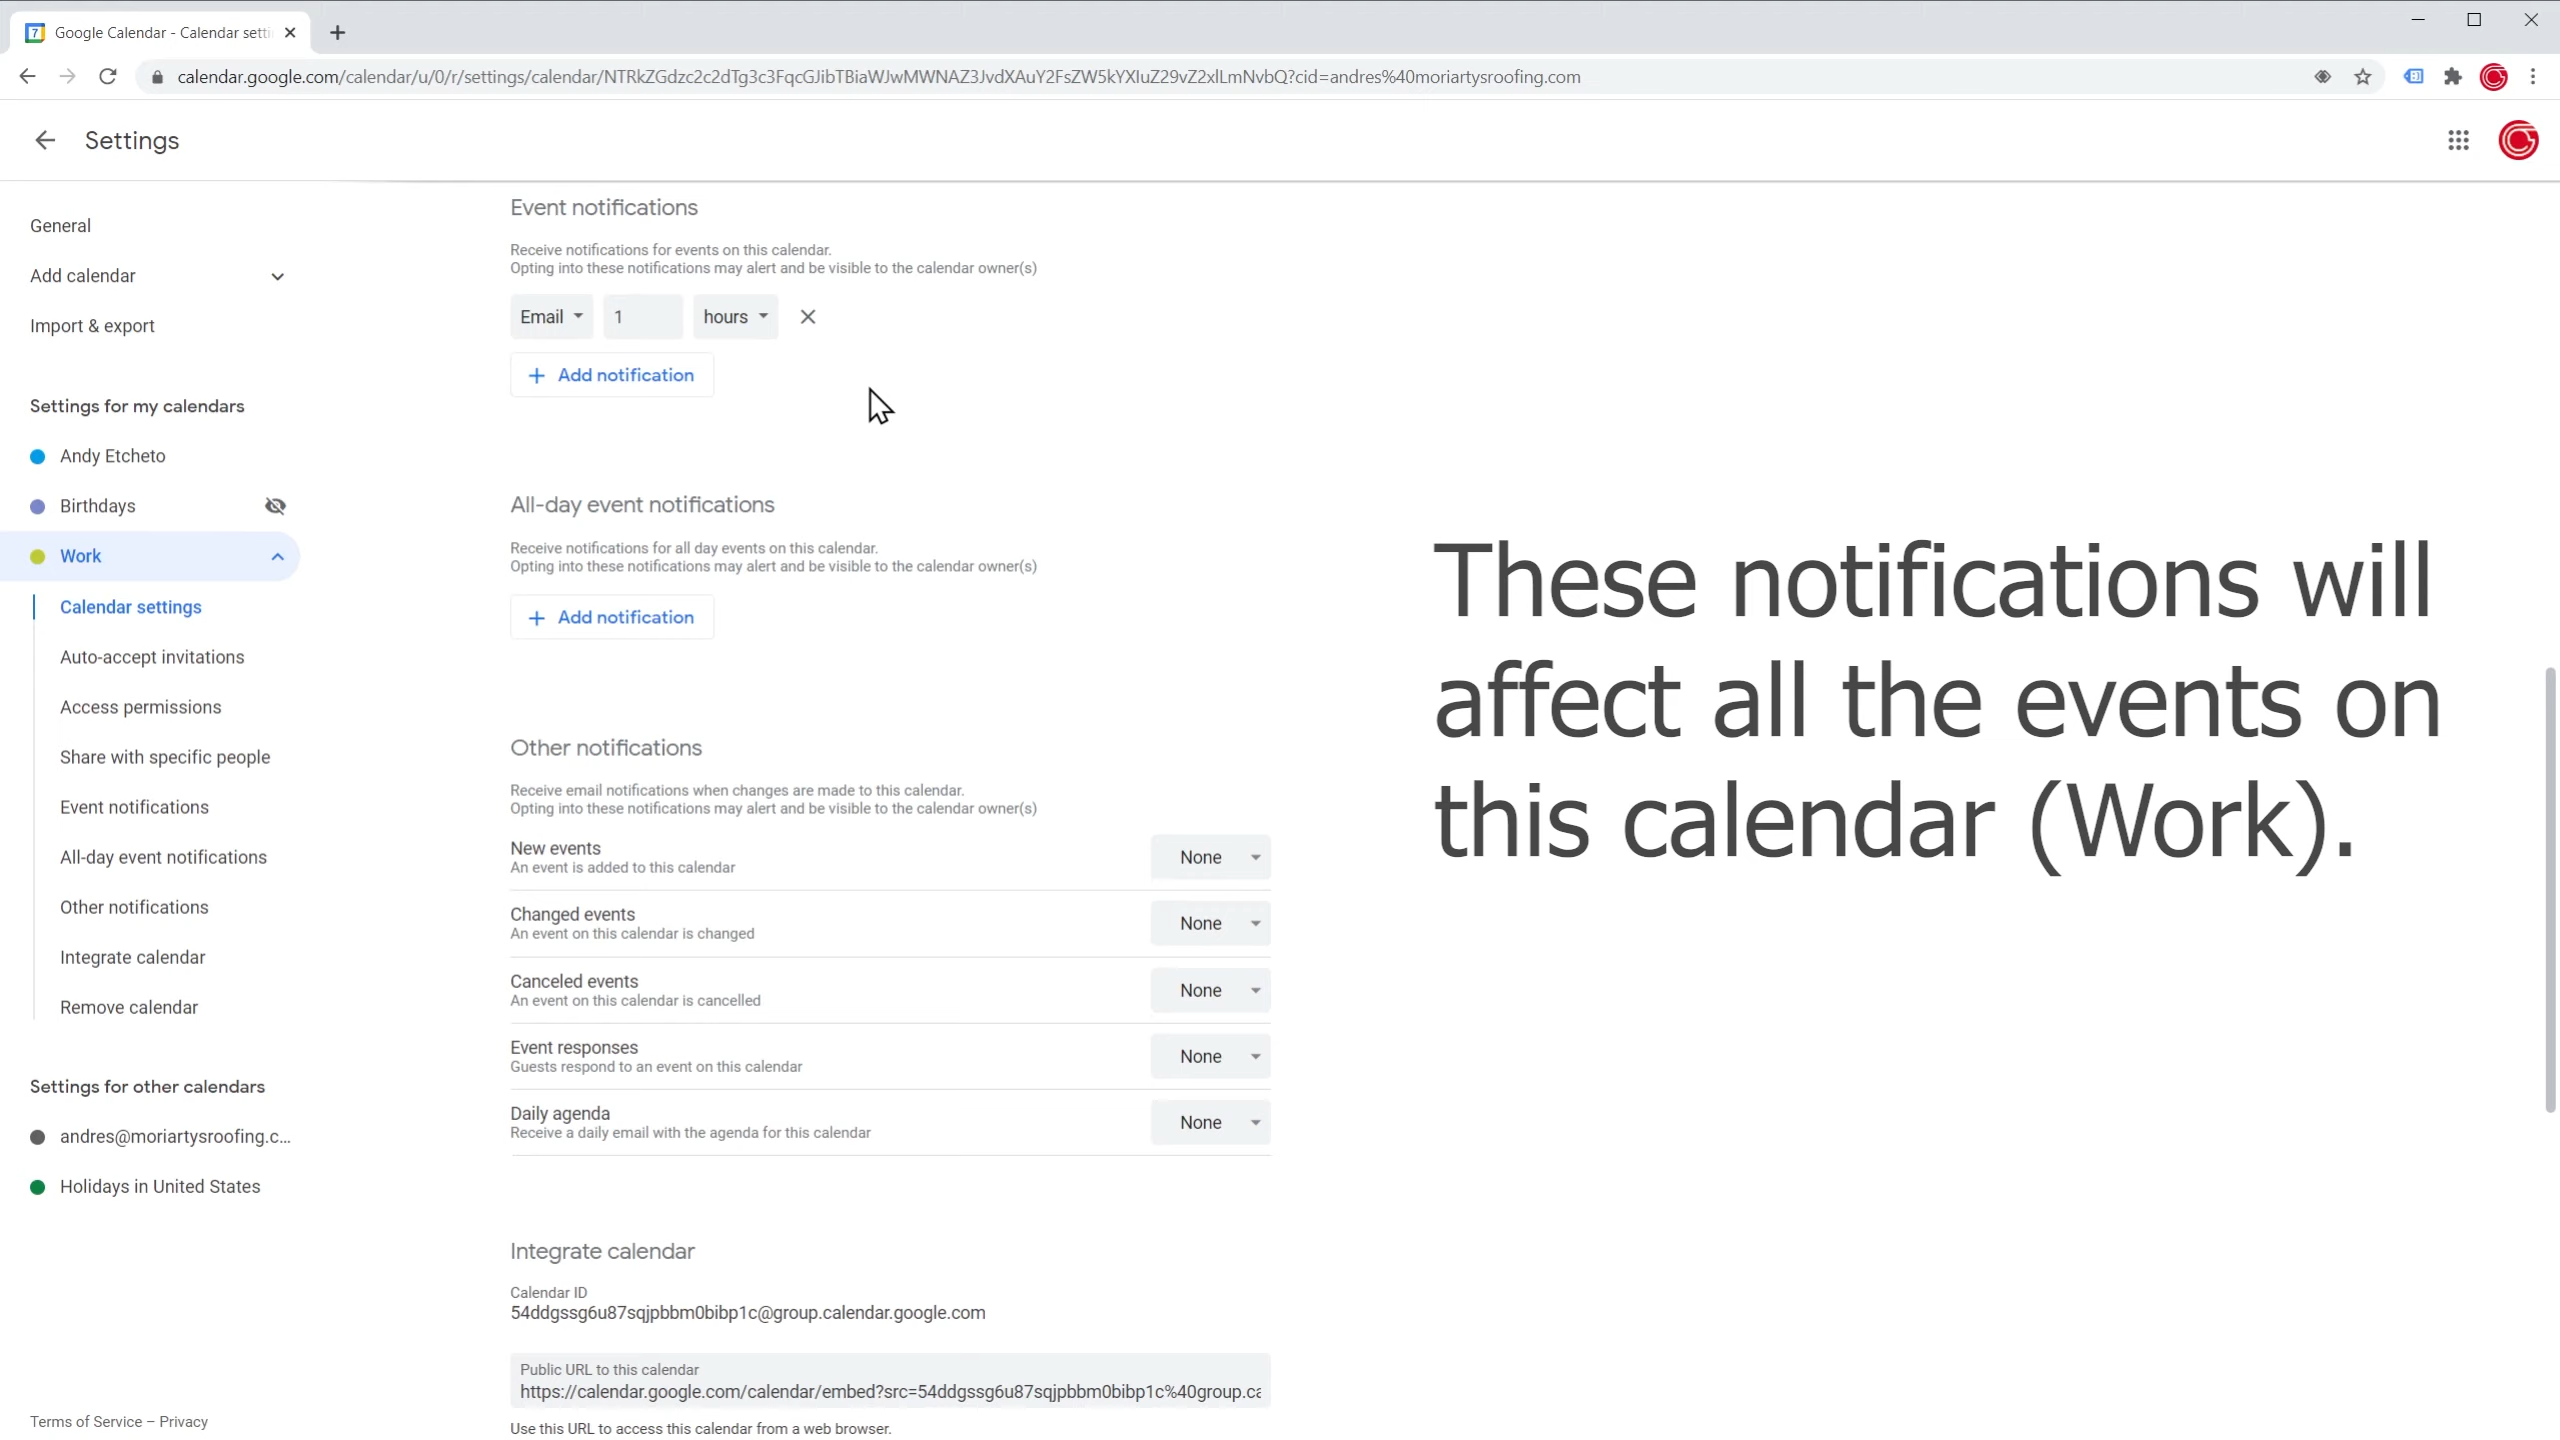 Google Calendar - Calendar setti
calendar.google.com/calendar/u/0/r/settings/calendar/NTRkZGdzc2c2dTg3c3FqcGJibTBiaWJwMWNAZ3JvdXAuY2FsZW5kYXIuZ29vZ2xlLmNvbQ?cid=andres%40moriartysroofing.com
Settings
General
Add calendar
Import & export
Settings for my calendars
Andy Etcheto
Birthdays
Work
Calendar settings
Auto-accept invitations
Access permissions
Share with specific people
Event notifications
All-day event notifications
Other notifications
Integrate calendar
Remove calendar
Settings for other calendars
andres@moriartysroofing.c...
Holidays in United States
Terms of Service – Privacy
Event notifications
Receive notifications for events on this calendar.
Opting into these notifications may alert and be visible to the calendar owner(s)
Email 1 hours
Add notification
All-day event notifications
Receive notifications for all day events on this calendar.
Opting into these notifications may alert and be visible to the calendar owner(s)
Add notification
Other notifications
Receive email notifications when changes are made to this calendar.
Opting into these notifications may alert and be visible to the calendar owner(s)
New events None
An event is added to this calendar
Changed events None
An event on this calendar is changed
Canceled events None
An event on this calendar is cancelled
Event responses None
Guests respond to an event on this calendar
Daily agenda None
Receive a daily email with the agenda for this calendar
Integrate calendar
Calendar ID
54ddgssg6u87sqjpbbm0bibp1c@group.calendar.google.com
Public URL to this calendar
https://calendar.google.com/calendar/embed?src=54ddgssg6u87sqjpbbm0bibp1c%40group.ca
Use this URL to access this calendar from a web browser.
These notifications will
affect all the events on
this calendar (Work).